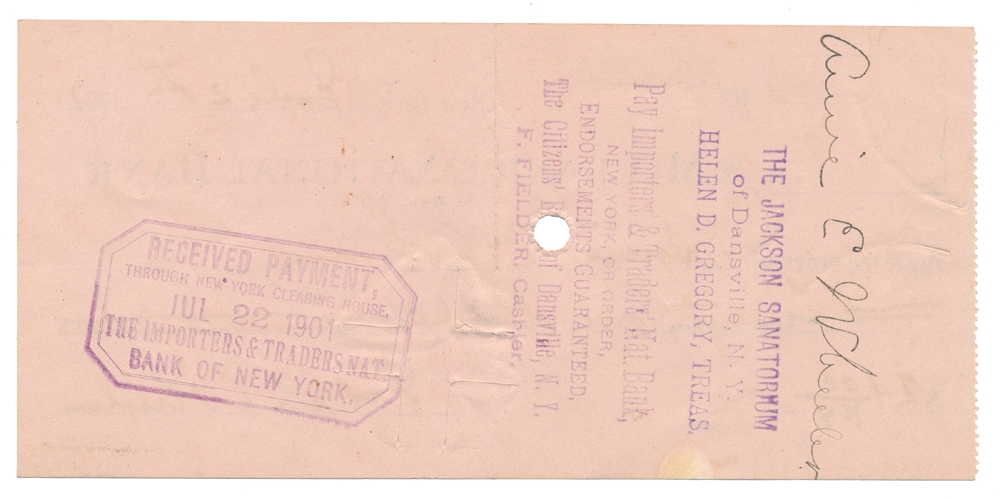 Annie E Wheeler
THE JACKSON SANATORIUM
of Dansville, N. Y.
HELEN D. GREGORY, TREAS.
Pay Importers' & Traders' Nat. Bank,
NEW YORK, OR ORDER,
ENDORSEMENTS GUARANTEED,
The Citizens' B of Dansville, N. Y.
F. FIELDER, Cashier.
RECEIVED PAYMENT,
THROUGH NEW YORK CLEARING HOUSE,
JUL 22 1901
THE IMPORTERS & TRADERS NAT.
BANK OF NEW YORK.